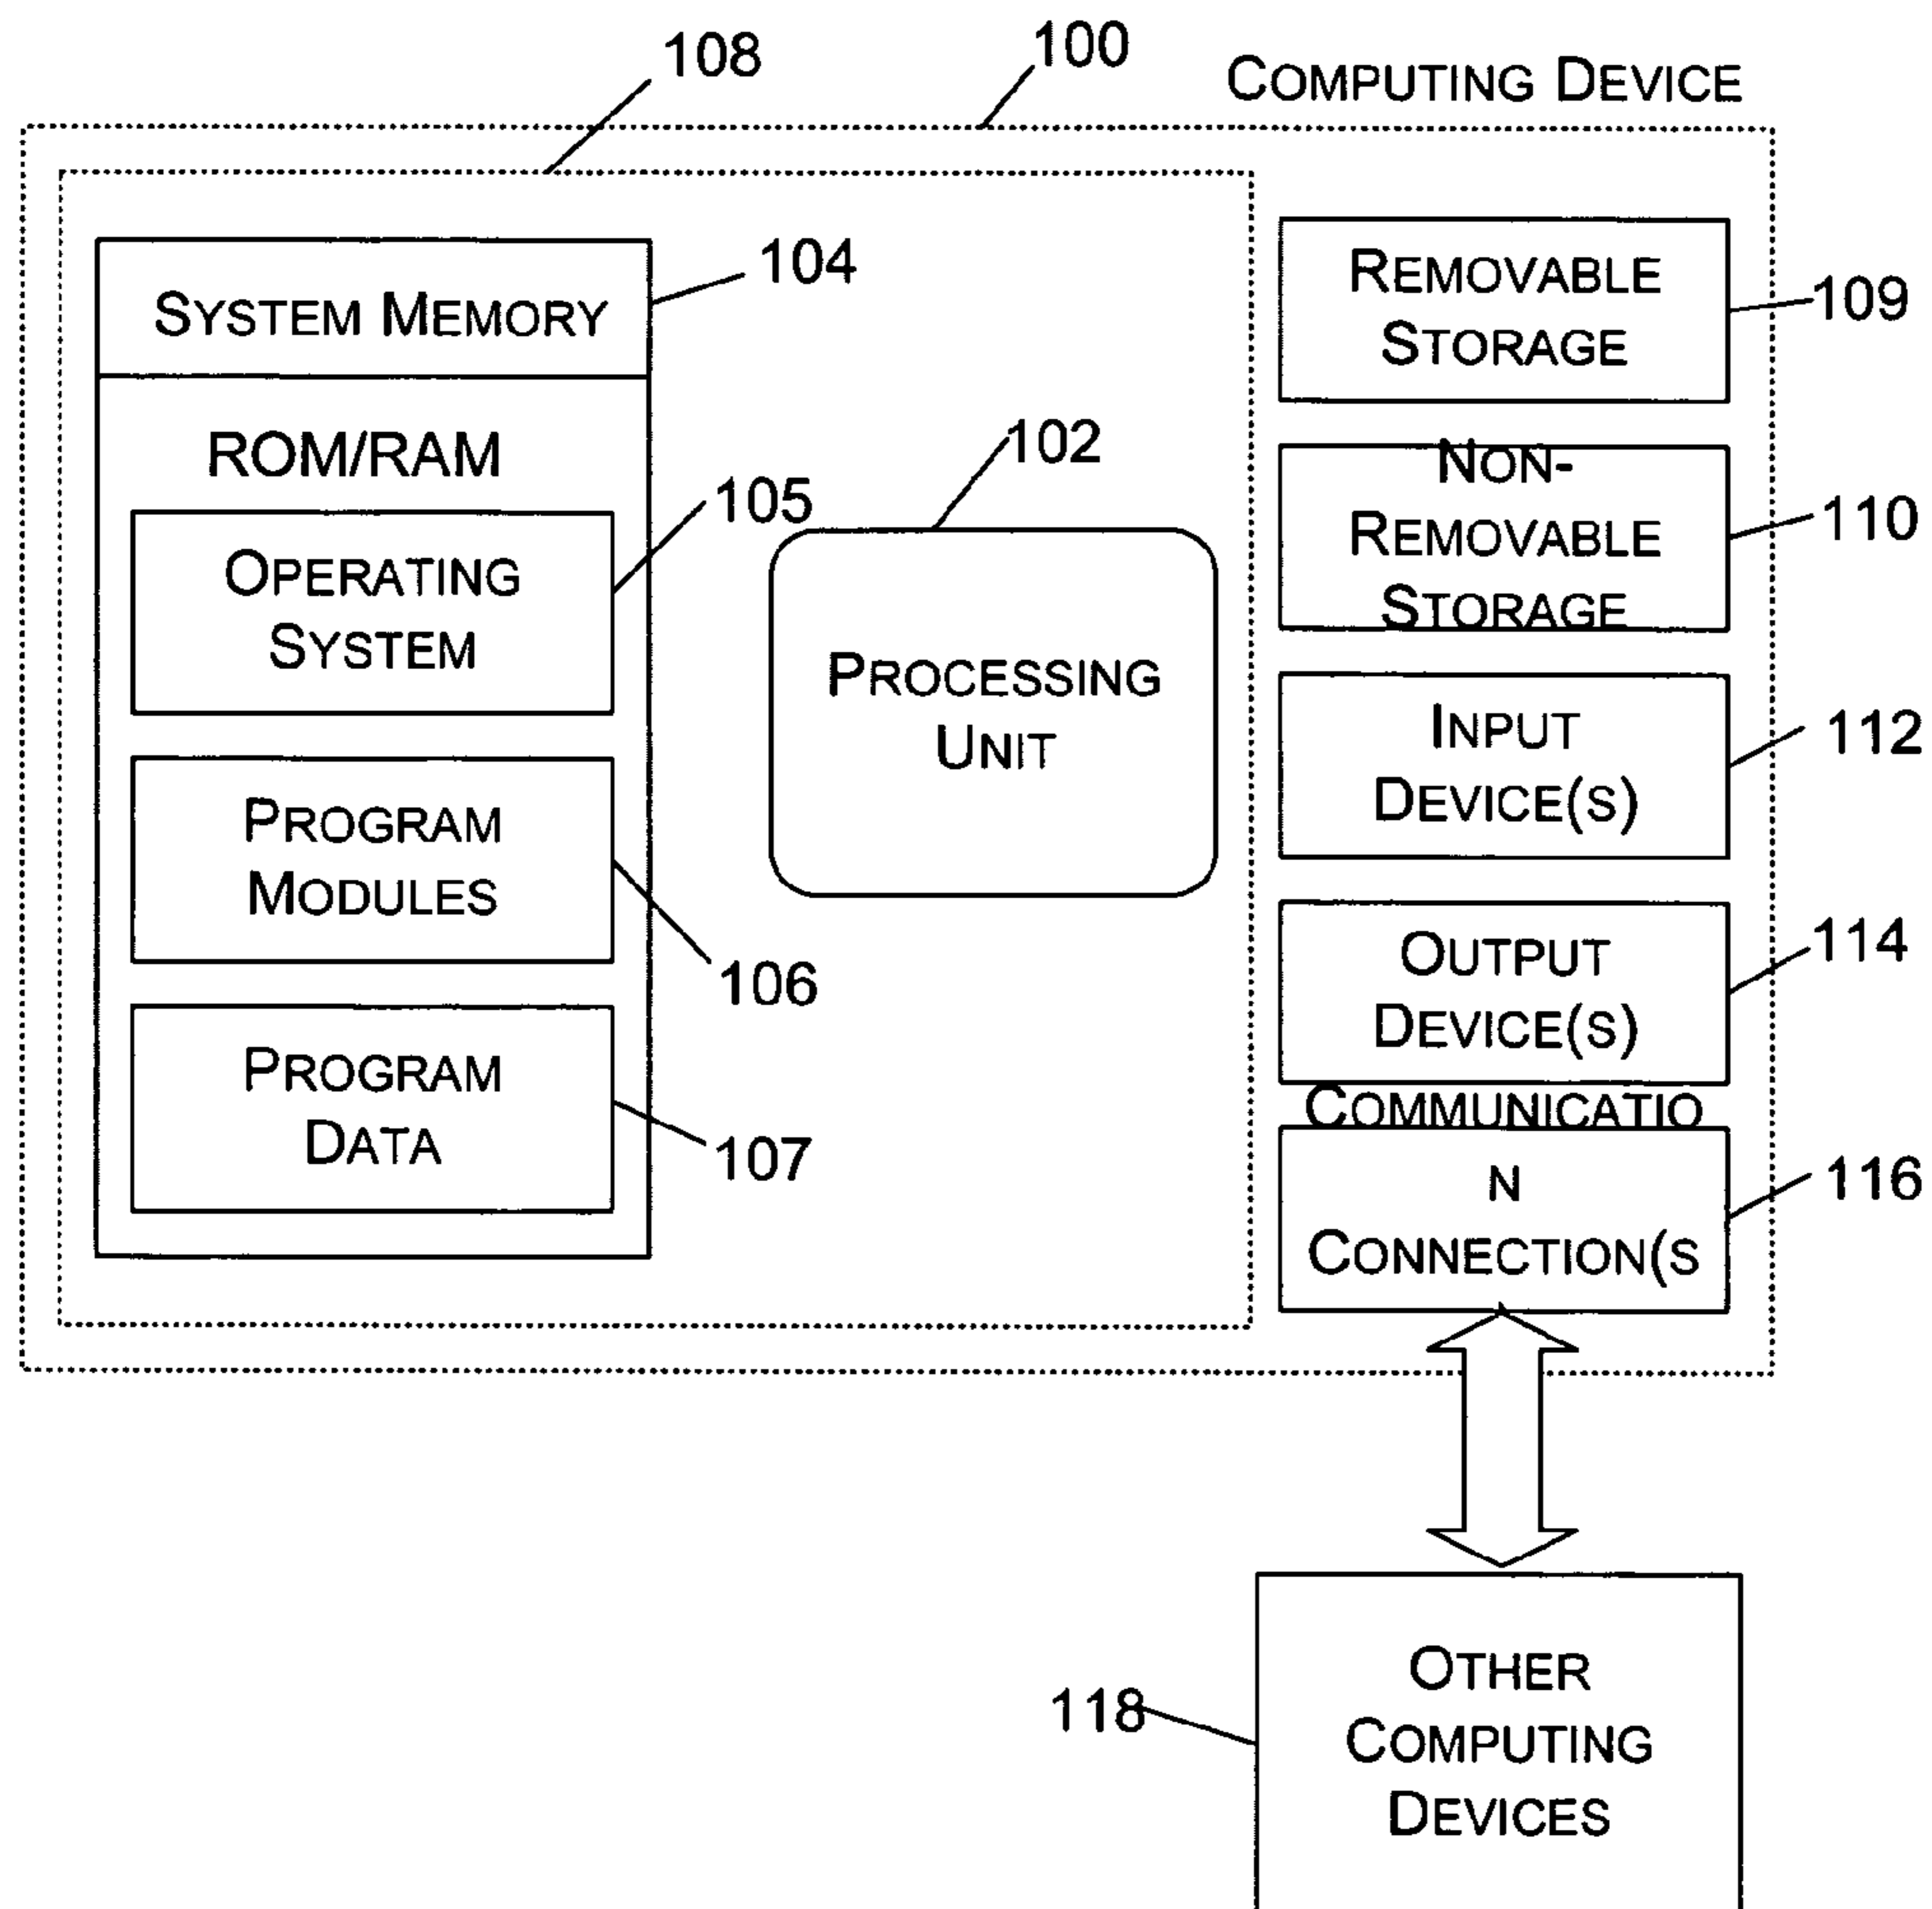 108
100
COMPUTING DEVICE
SYSTEM MEMORY
104
ROM/RAM
105
OPERATING
SYSTEM
PROGRAM
MODULES
106
PROGRAM
DATA
107
102
PROCESSING
UNIT
REMOVABLE
STORAGE
109
NON-
REMOVABLE
STORAGE
110
INPUT
DEVICE(S)
112
OUTPUT
DEVICE(S)
114
COMMUNICATIO
N
CONNECTION(S
116
118
OTHER
COMPUTING
DEVICES